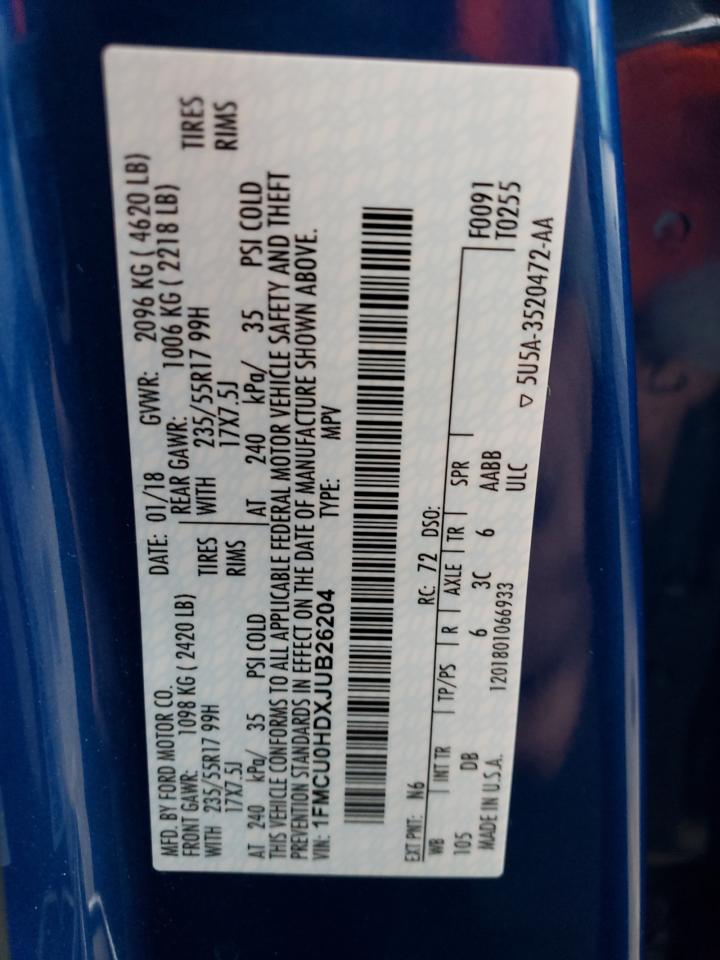 MFD. BY FORD MOTOR CO.
DATE: 01/18 GVWR: 2096 KG ( 4620 LB)
FRONT GAWR: 1098 KG ( 2420 LB) REAR GAWR: 1006 KG ( 2218 LB)
WITH 235/55R17 99H TIRES WITH 235/55R17 99H TIRES
17X7.5J RIMS 17X7.5J RIMS
AT 240 kPa/ 35 PSI COLD AT 240 kPa/ 35 PSI COLD
THIS VEHICLE CONFORMS TO ALL APPLICABLE FEDERAL MOTOR VEHICLE SAFETY AND THEFT
PREVENTION STANDARDS IN EFFECT ON THE DATE OF MANUFACTURE SHOWN ABOVE.
VIN: 1FMCU0HDXJUB26204 TYPE: MPV
EXT PNT: N6 RC: 72 DSO: F0091
WB INT TR TP/PS R AXLE TR SPR T0255
105 DB 6 3C 6 AABB
MADE IN U.S.A. 1201801066933 ULC
▽ 5U5A-3520472-AA